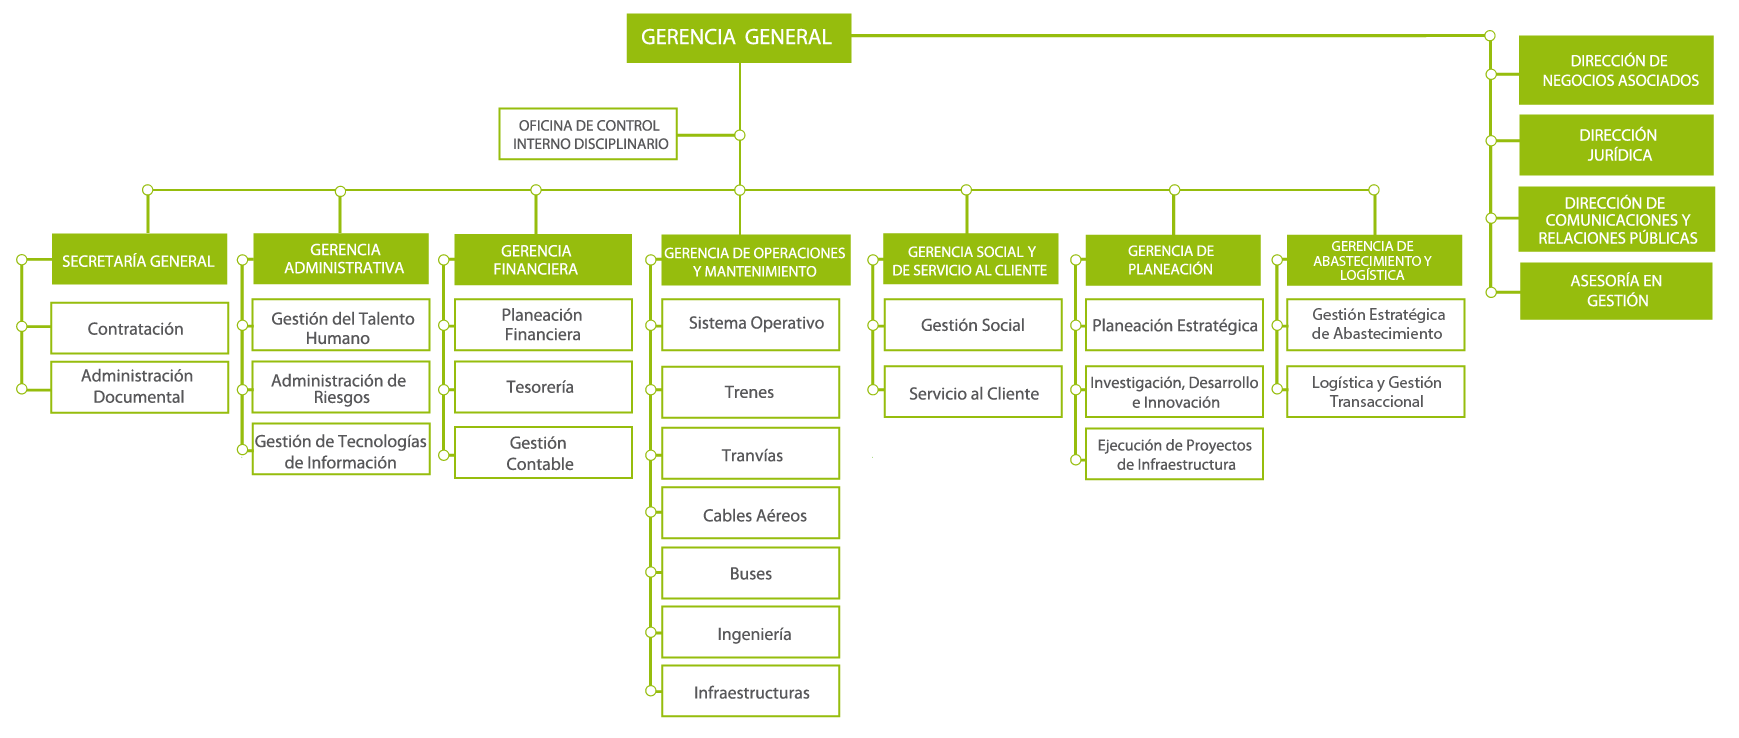 GERENCIA GENERAL
DIRECCIÓN DE
NEGOCIOS ASOCIADOS
DIRECCIÓN
JURÍDICA
DIRECCIÓN DE
COMUNICACIONES Y
RELACIONES PÚBLICAS
ASESORÍA EN
GESTIÓN
OFICINA DE CONTROL
INTERNO DISCIPLINARIO
SECRETARÍA GENERAL
Contratación
Administración
Documental
GERENCIA
ADMINISTRATIVA
Gestión del Talento
Humano
Administración de
Riesgos
Gestión de Tecnologías
de Información
GERENCIA
FINANCIERA
Planeación
Financiera
Tesorería
Gestión
Contable
GERENCIA DE OPERACIONES
Y MANTENIMIENTO
Sistema Operativo
Trenes
Tranvías
Cables Aéreos
Buses
Ingeniería
Infraestructuras
GERENCIA SOCIAL Y
DE SERVICIO AL CLIENTE
Gestión Social
Servicio al Cliente
GERENCIA DE
PLANEACIÓN
Planeación Estratégica
Investigación, Desarrollo
e Innovación
Ejecución de Proyectos
de Infraestructura
GERENCIA DE
ABASTECIMIENTO Y
LOGÍSTICA
Gestión Estratégica
de Abastecimiento
Logística y Gestión
Transaccional